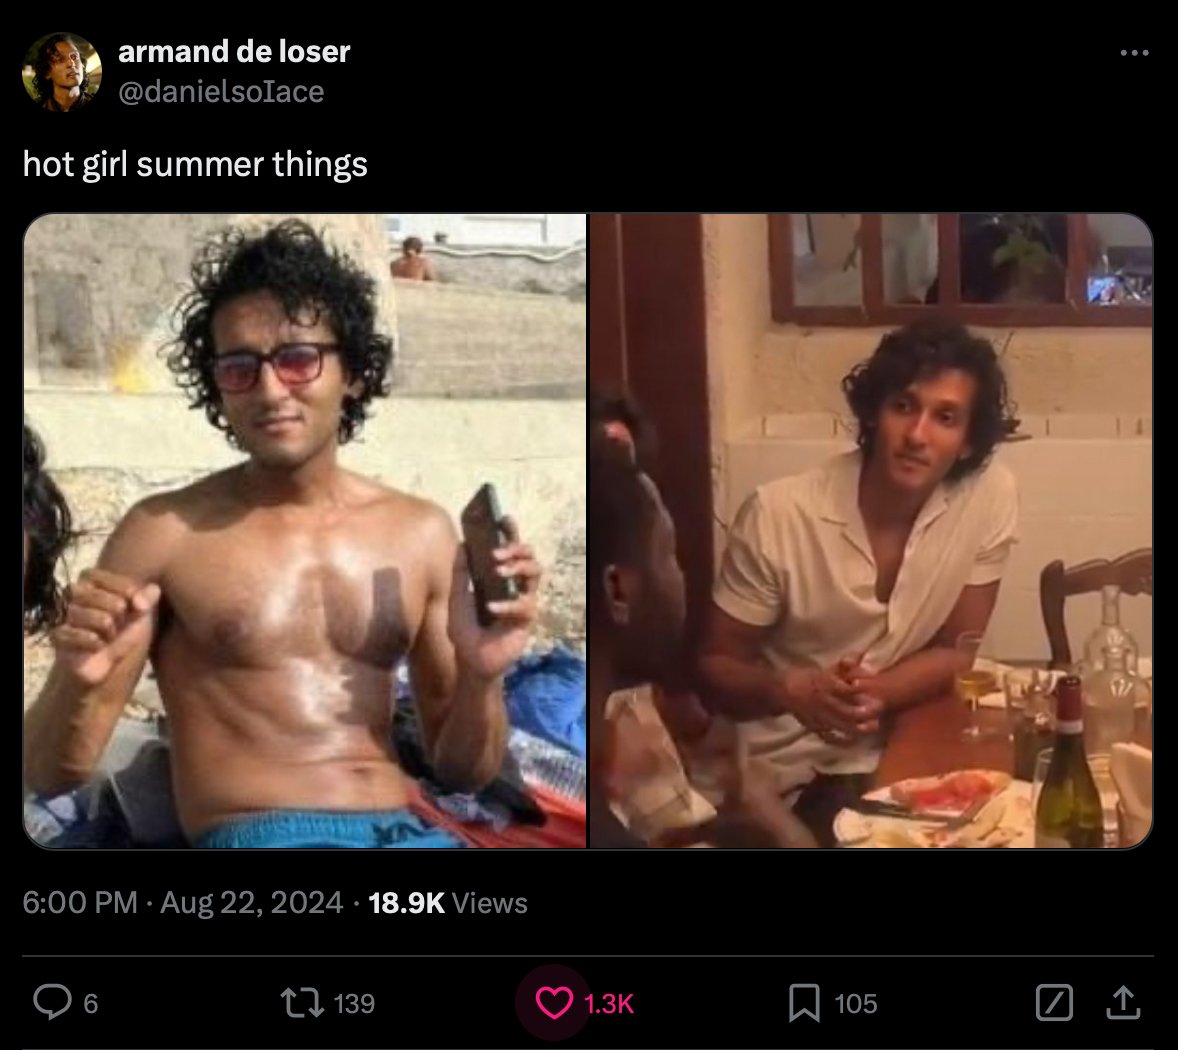 armand de loser
@danielsoIace
hot girl summer things
6:00 PM · Aug 22, 2024 · 18.9K Views
6 139 1.3K 105